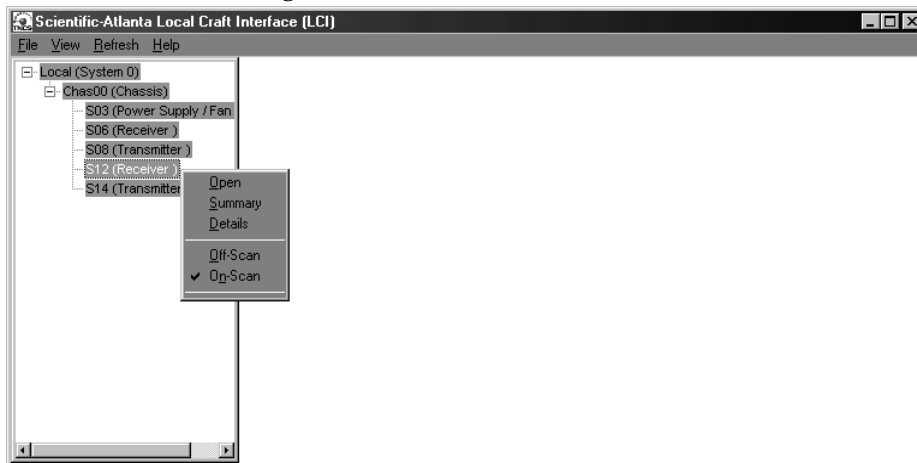 Scientific-Atlanta Local Craft Interface (LCI)
File View Refresh Help
Local (System 0)
Chas00 (Chassis)
S03 (Power Supply / Fan
S06 (Receiver )
S08 (Transmitter )
S12 (Receiver )
S14 (Transmitter
Open
Summary
Details
Off-Scan
On-Scan